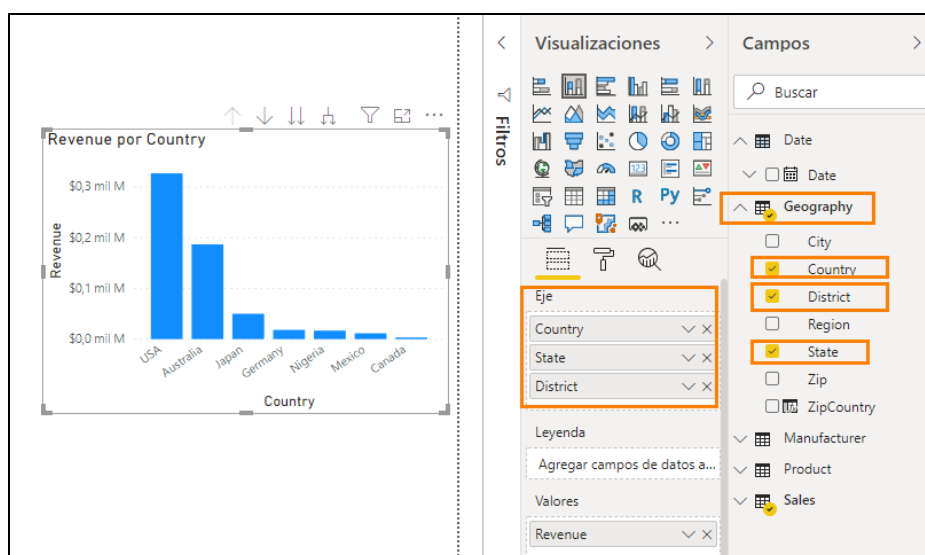 Revenue por Country
$0,3 mil M
$0,2 mil M
$0,1 mil M
$0,0 mil M
Revenue
USA
Australia
Japan
Germany
Nigeria
Mexico
Canada
Country
Filtros
Visualizaciones
123
R
Py
Eje
Country
State
District
Leyenda
Agregar campos de datos a...
Valores
Revenue
Campos
Buscar
Date
Date
Geography
City
Country
District
Region
State
Zip
ZipCountry
Manufacturer
Product
Sales